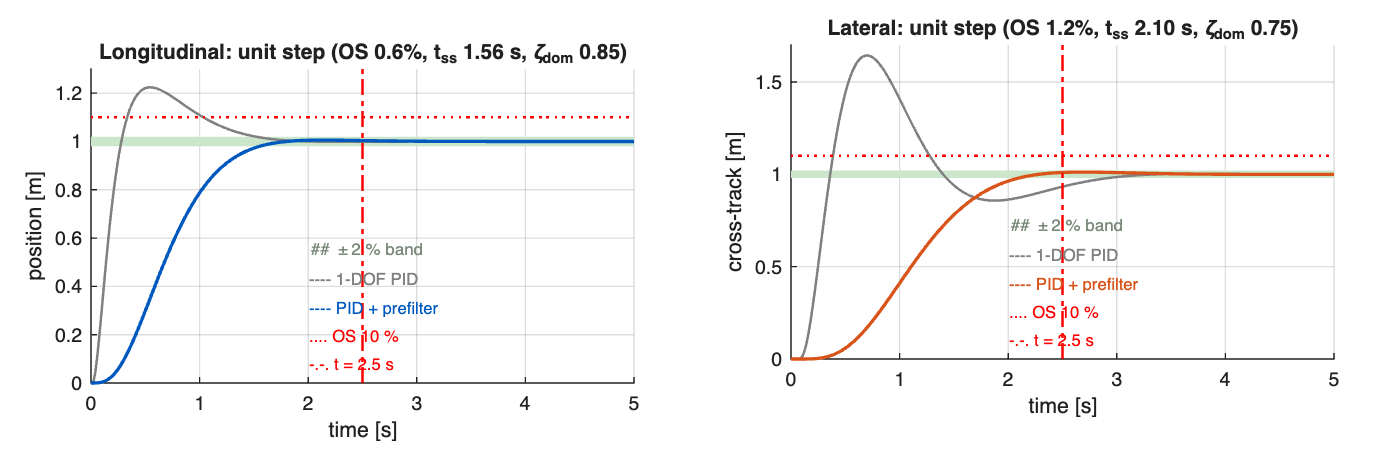 Longitudinal: unit step (OS 0.6%, tss 1.56 s, ζdom 0.85)
position [m]
1.2
1
0.8
0.6
0.4
0.2
0
## ± 2 % band
---- 1-DOF PID
---- PID + prefilter
.... OS 10 %
-.-. t = 2.5 s
0 1 2 3 4 5
time [s]
Lateral: unit step (OS 1.2%, tss 2.10 s, ζdom 0.75)
cross-track [m]
1.5
1
0.5
0
## ± 2 % band
---- 1-DOF PID
---- PID + prefilter
.... OS 10 %
-.-. t = 2.5 s
0 1 2 3 4 5
time [s]